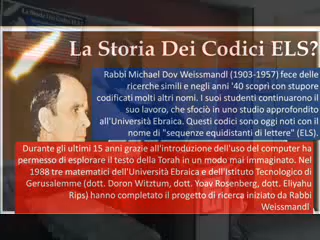 La Storia Dei Codici ELS?
Rabbi Michael Dov Weissmandl (1903-1957) fece delle
ricerche simili e negli anni '40 scopri con stupore
codificati molti altri nomi. I suoi studenti continuarono il
suo lavoro, che sfociò in uno studio approfondito
all'Università Ebraica. Questi codici sono oggi noti con il
nome di "sequenze equidistanti di lettere" (ELS).
Durante gli ultimi 15 anni grazie all'introduzione dell'uso del computer ha
permesso di esplorare il testo della Torah in un modo mai immaginato. Nel
1988 tre matematici dell'Università Ebraica e dell'Istituto Tecnologico di
Gerusalemme (dott. Doron Witztum, dott. Yoav Rosenberg, dott. Eliyahu
Rips) hanno completato il progetto di ricerca iniziato da Rabbi
Weissmandl .